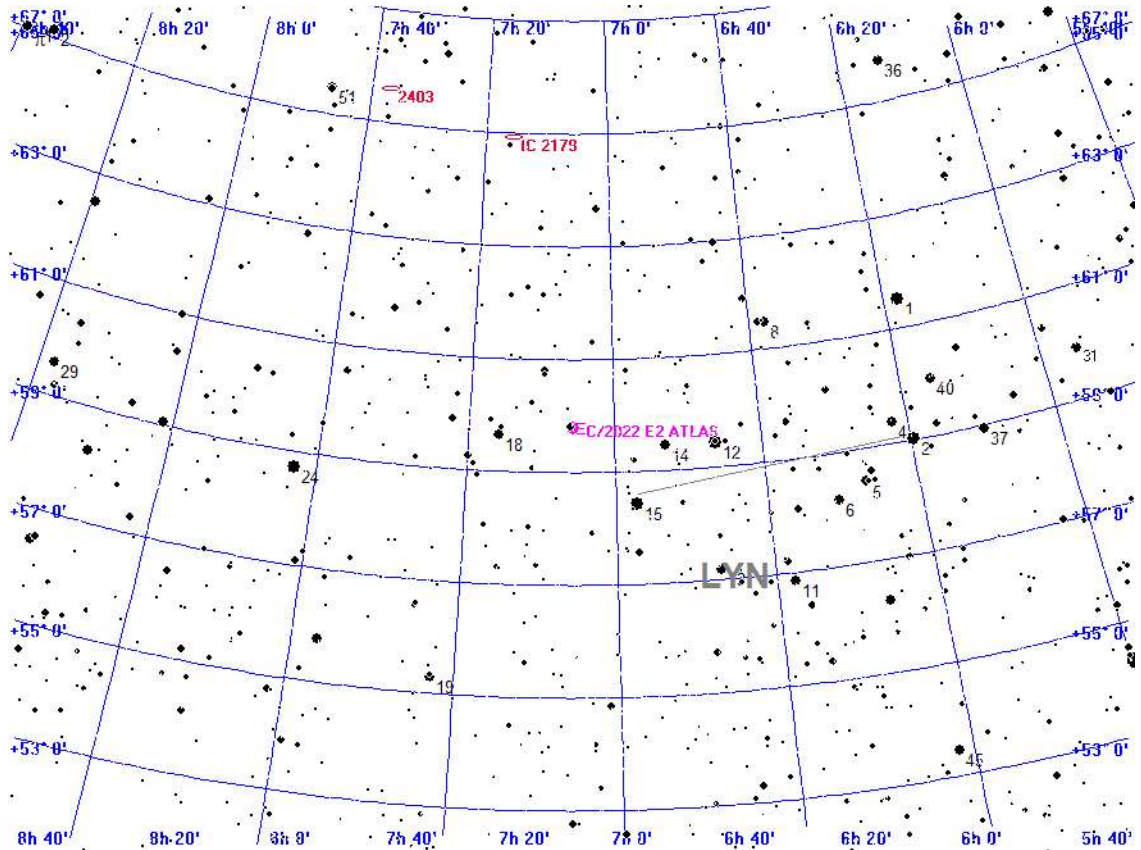 +67° 0'
8h 20'
8h 0'
7h 40'
7h 20'
7h 0'
6h 40'
6h 20'
6h 0'
+67° 0'
36
51
2403
IC 2179
+63° 0'
+63° 0'
+61° 0'
+61° 0'
1
8
31
29
40
+59° 0'
C/2022 E2 ATLAS
18
14
12
4
2
37
24
15
5
6
+57° 0'
+57° 0'
LYN
11
+55° 0'
+55° 0'
19
+53° 0'
+53° 0'
45
8h 40'
8h 20'
8h 0'
7h 40'
7h 20'
7h 0'
6h 40'
6h 20'
6h 0'
5h 40'